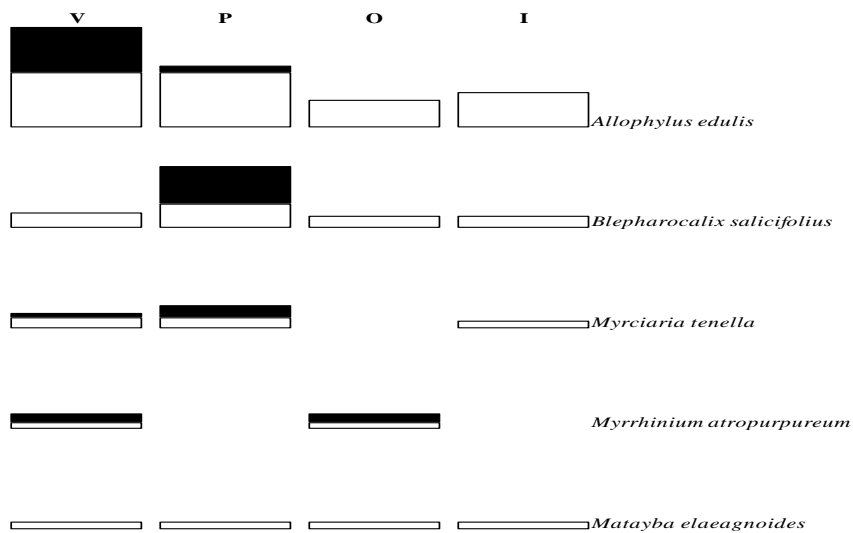 V P O I
Allophylus edulis
Blepharocalix salicifolius
Myrciaria tenella
Myrrhinium atropurpureum
Matayba elaeagnoides